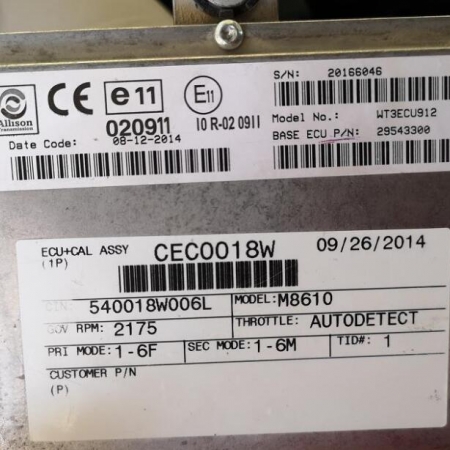 Allison
Transmission
CE
e11
020911
E11
10 R-02 0911
Date Code: 08-12-2014
S/N: 20166046
Model No.: WT3ECU912
BASE ECU P/N: 29543300
ECU+CAL ASSY CEC0018W 09/26/2014
(1P)
CIN: 540018W006L MODEL: M8610
GOV RPM: 2175 THROTTLE: AUTODETECT
PRI MODE: 1-6F SEC MODE: 1-6M TID#: 1
CUSTOMER P/N
(P)